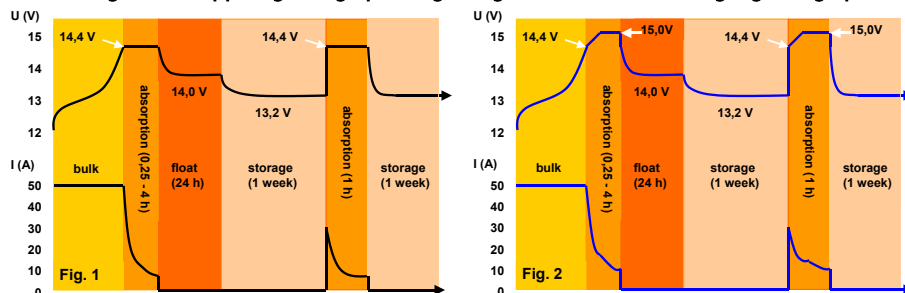 U (V)
15
14
13
12
I (A)
50
40
30
20
10
0
14,4 V
14,0 V
13,2 V
14,4 V
absorption (0,25 - 4 h)
absorption (1 h)
bulk
float
(24 h)
storage
(1 week)
storage
(1 week)
Fig. 1
U (V)
15
14
13
12
I (A)
50
40
30
20
10
0
14,4 V
15,0V
14,0 V
13,2 V
14,4 V
15,0V
absorption (0,25 - 4 h)
absorption (1 h)
bulk
float
(24 h)
storage
(1 week)
storage
(1 week)
Fig. 2